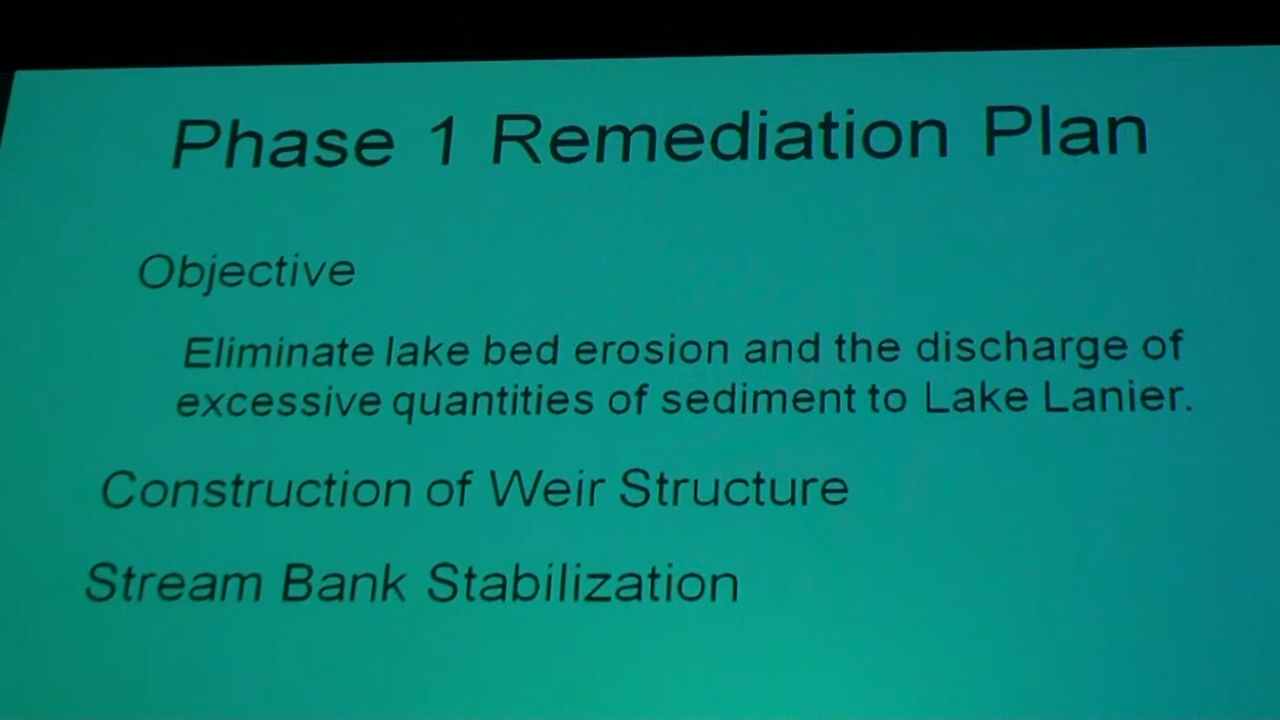 Phase 1 Remediation Plan
Objective
Eliminate lake bed erosion and the discharge of
excessive quantities of sediment to Lake Lanier.
Construction of Weir Structure
Stream Bank Stabilization